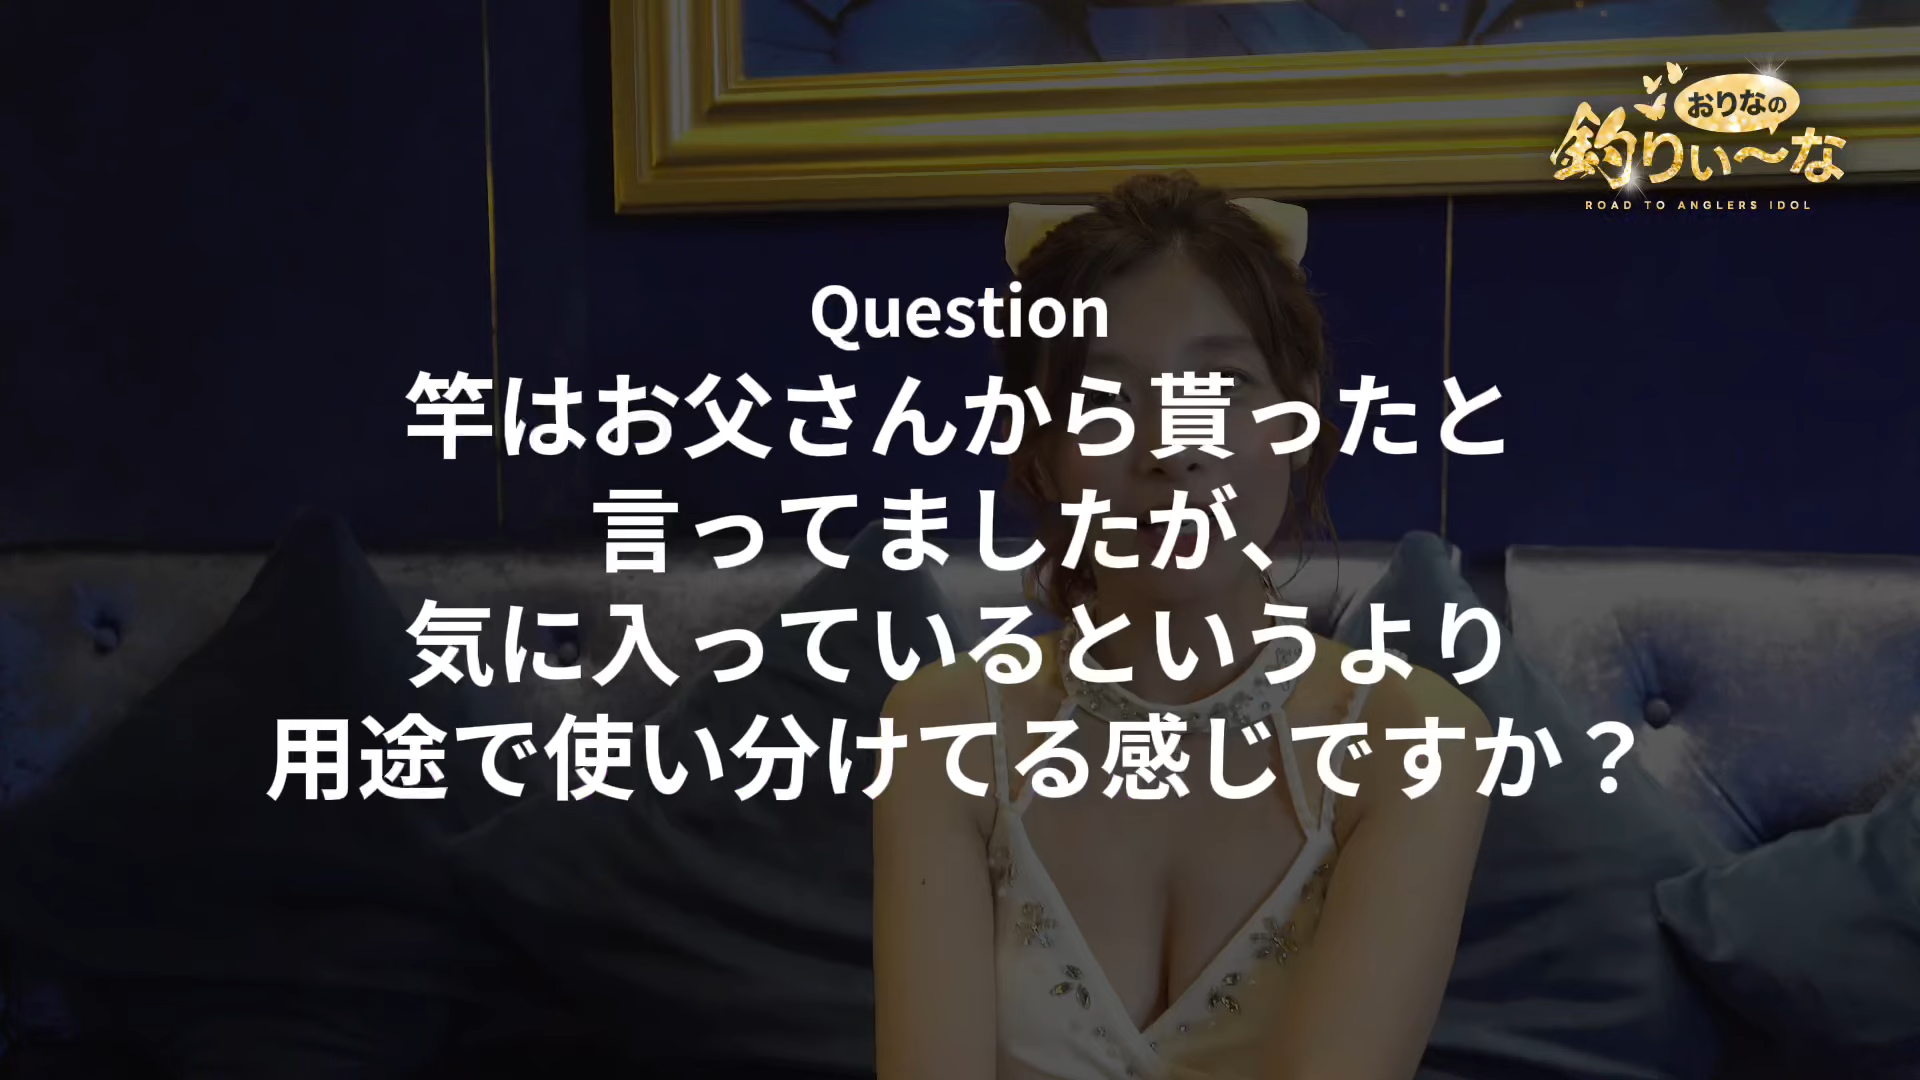 おりなの
釣りぃ〜な
ROAD TO ANGLERS IDOL
Question
竿はお父さんから貰ったと
言ってましたが、
気に入っているというより
用途で使い分けてる感じですか？